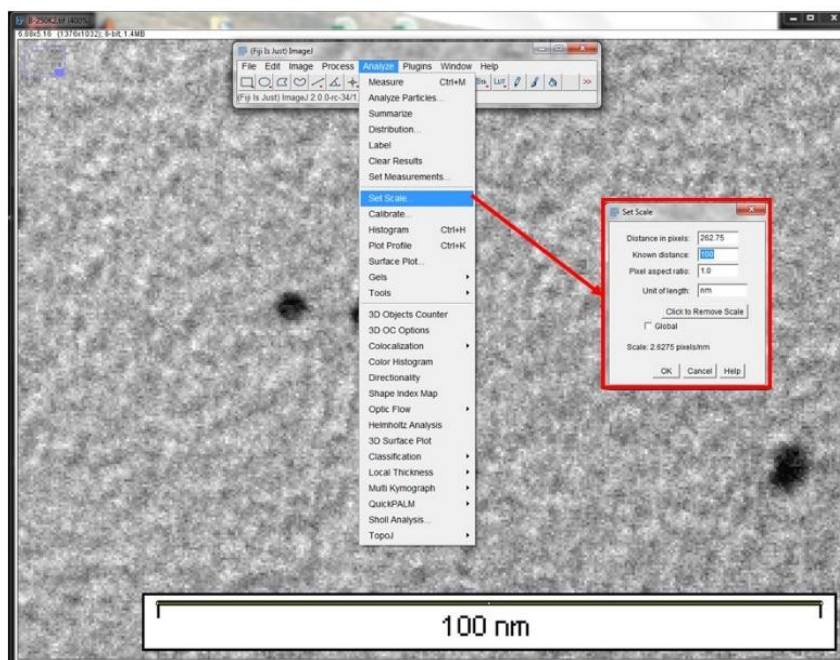 B-250K2.tif (400%)
6.88x5.16 (1376x1032); 8-bit; 1.4MB
(Fiji Is Just) ImageJ
File Edit Image Process Analyze Plugins Window Help
LUT
>>
(Fiji Is Just) ImageJ 2.0.0-rc-34/1
Measure Ctrl+M
Analyze Particles...
Summarize
Distribution...
Label
Clear Results
Set Measurements...
Set Scale...
Calibrate...
Histogram Ctrl+H
Plot Profile Ctrl+K
Surface Plot...
Gels
Tools
3D Objects Counter
3D OC Options
Colocalization
Color Histogram
Directionality
Shape Index Map
Optic Flow
Helmholtz Analysis
3D Surface Plot
Classification
Local Thickness
Multi Kymograph
QuickPALM
Sholl Analysis...
TopoJ
Set Scale
Distance in pixels: 262.75
Known distance: 100
Pixel aspect ratio: 1.0
Unit of length: nm
Click to Remove Scale
Global
Scale: 2.6275 pixels/nm
OK Cancel Help
100 nm